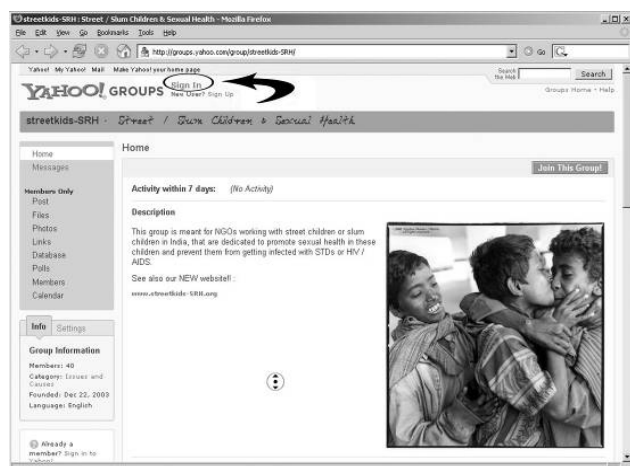 streetkids-SRH : Street / Slum Children & Sexual Health - Mozilla Firefox
File Edit View Go Bookmarks Tools Help
http://groups.yahoo.com/group/streetkids-SRH/
Go
Yahoo! My Yahoo! Mail Make Yahoo! your home page
Search the Web
Search
YAHOO! GROUPS
Sign In
New User? Sign Up
Groups Home - Help
streetkids-SRH · Street / Slum Children & Sexual Health
Home
Messages
Members Only
Post
Files
Photos
Links
Database
Polls
Members
Calendar
Info Settings
Group Information
Members: 40
Category: Issues and
Causes
Founded: Dec 22, 2003
Language: English
Already a
member? Sign in to
Yahoo!
Home
Join This Group!
Activity within 7 days: (No Activity)
Description
This group is meant for NGOs working with street children or slum
children in India, that are dedicated to promote sexual health in these
children and prevent them from getting infected with STDs or HIV /
AIDS.
See also our NEW website!! :
www.streetkids-SRH.org